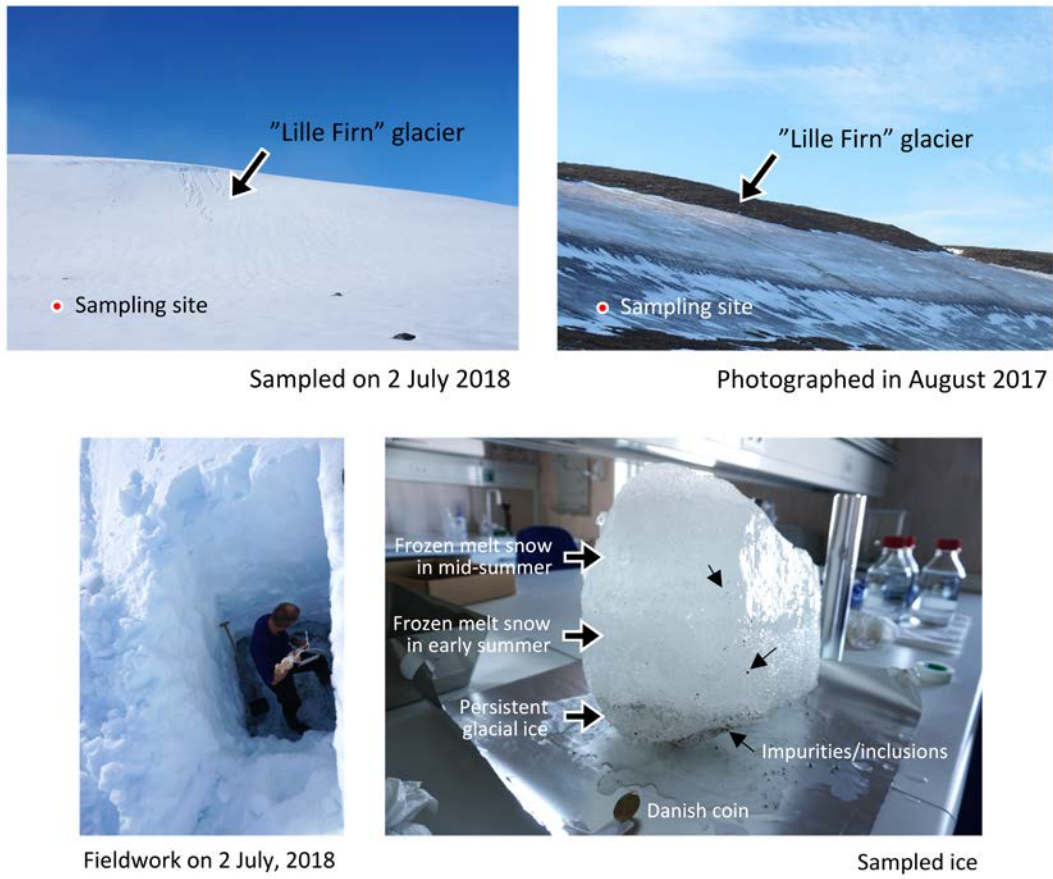 ”Lille Firn” glacier
Sampling site
Sampled on 2 July 2018
”Lille Firn” glacier
Sampling site
Photographed in August 2017
Fieldwork on 2 July, 2018
Frozen melt snow
in mid-summer
Frozen melt snow
in early summer
Persistent
glacial ice
Impurities/inclusions
Danish coin
Sampled ice